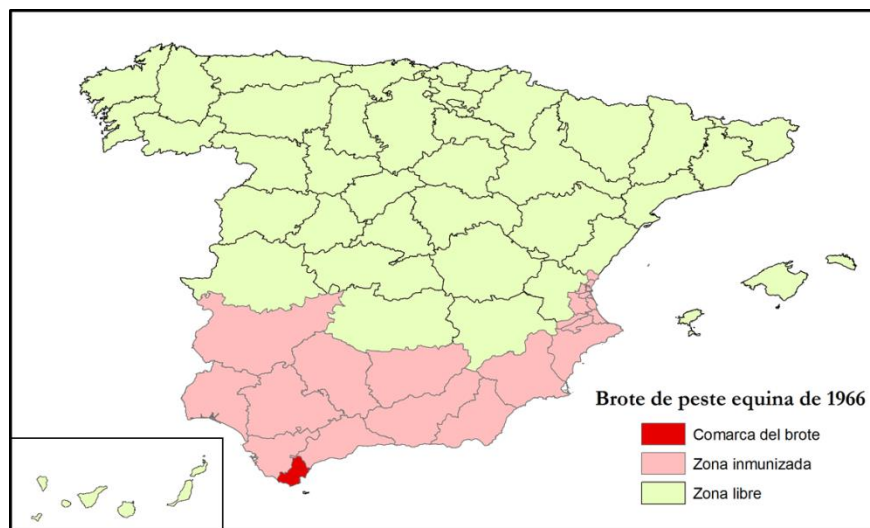 Brote de peste equina de 1966
Comarca del brote
Zona inmunizada
Zona libre